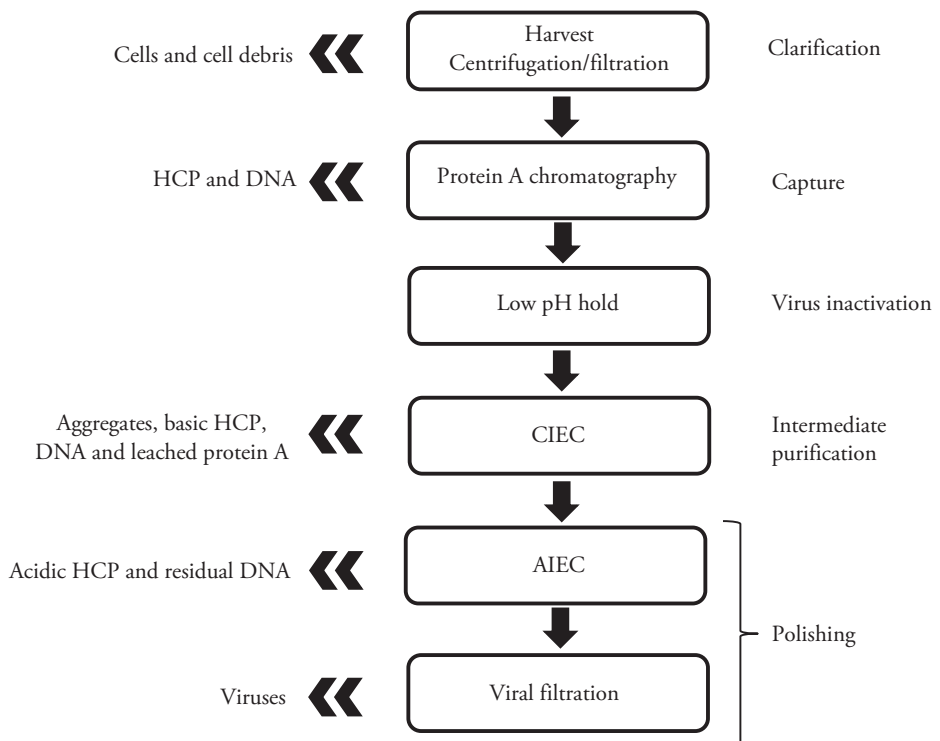 Cells and cell debris
Harvest
Centrifugation/filtration
Clarification
HCP and DNA
Protein A chromatography
Capture
Low pH hold
Virus inactivation
Aggregates, basic HCP,
DNA and leached protein A
CIEC
Intermediate
purification
Acidic HCP and residual DNA
AIEC
Polishing
Viruses
Viral filtration